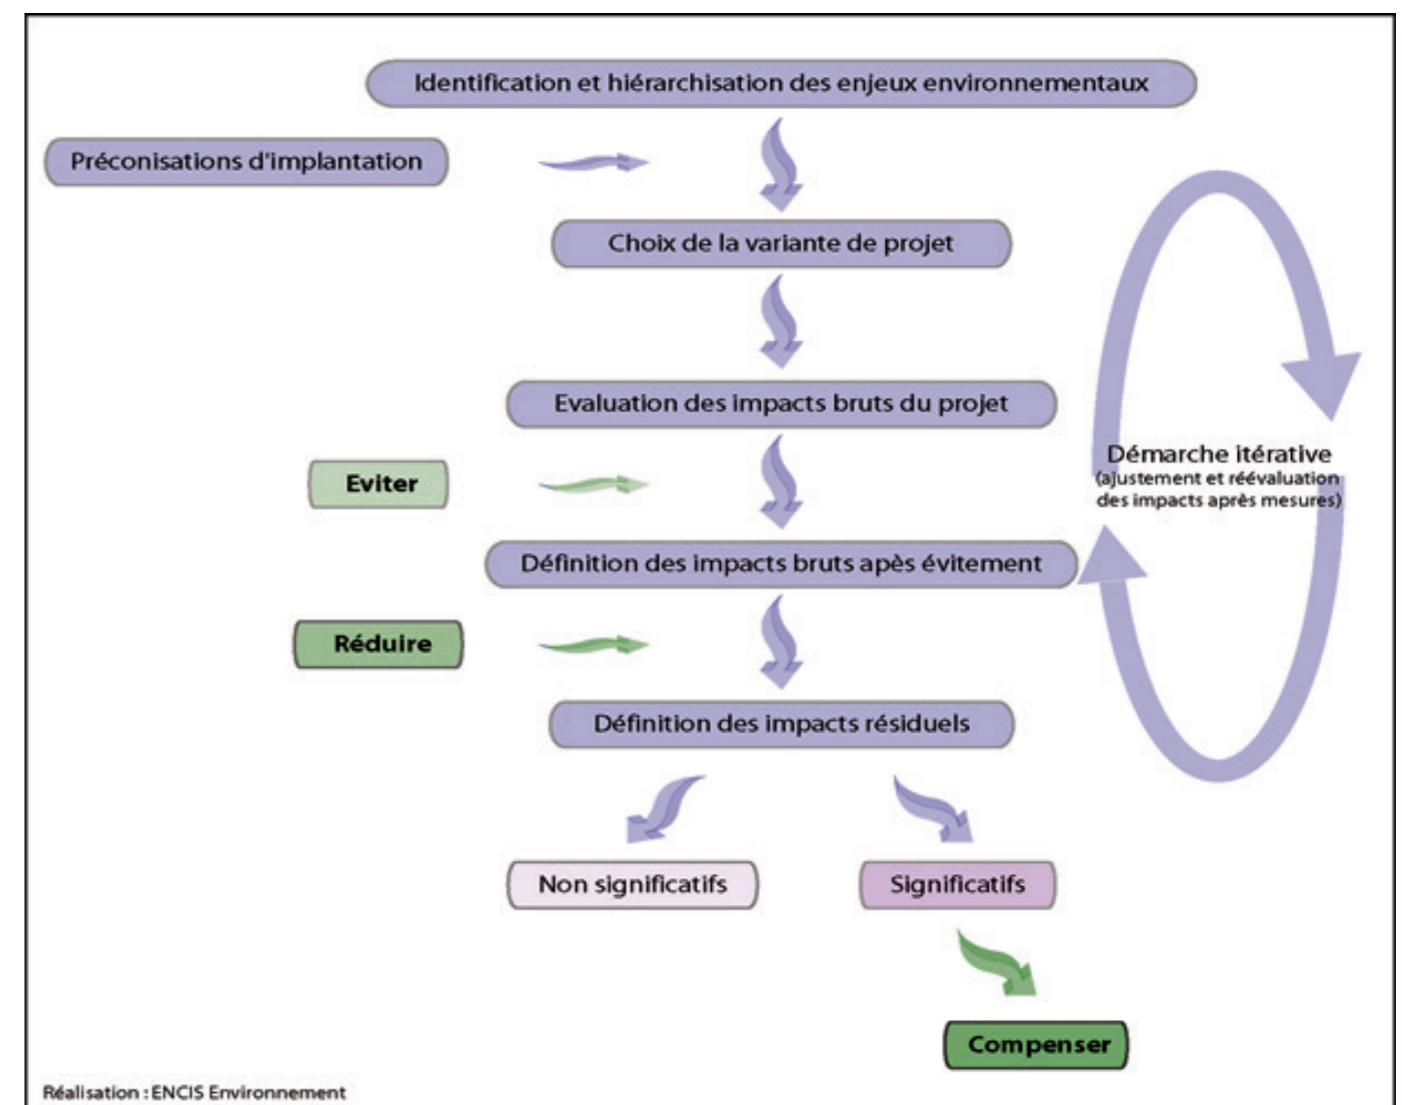 Identification et hiérarchisation des enjeux environnementaux
Préconisations d'implantation
Choix de la variante de projet
Evaluation des impacts bruts du projet
Eviter
Démarche itérative
(ajustement et réévaluation
des impacts après mesures)
Définition des impacts bruts apès évitement
Réduire
Définition des impacts résiduels
Non significatifs
Significatifs
Compenser
Réalisation : ENCIS Environnement